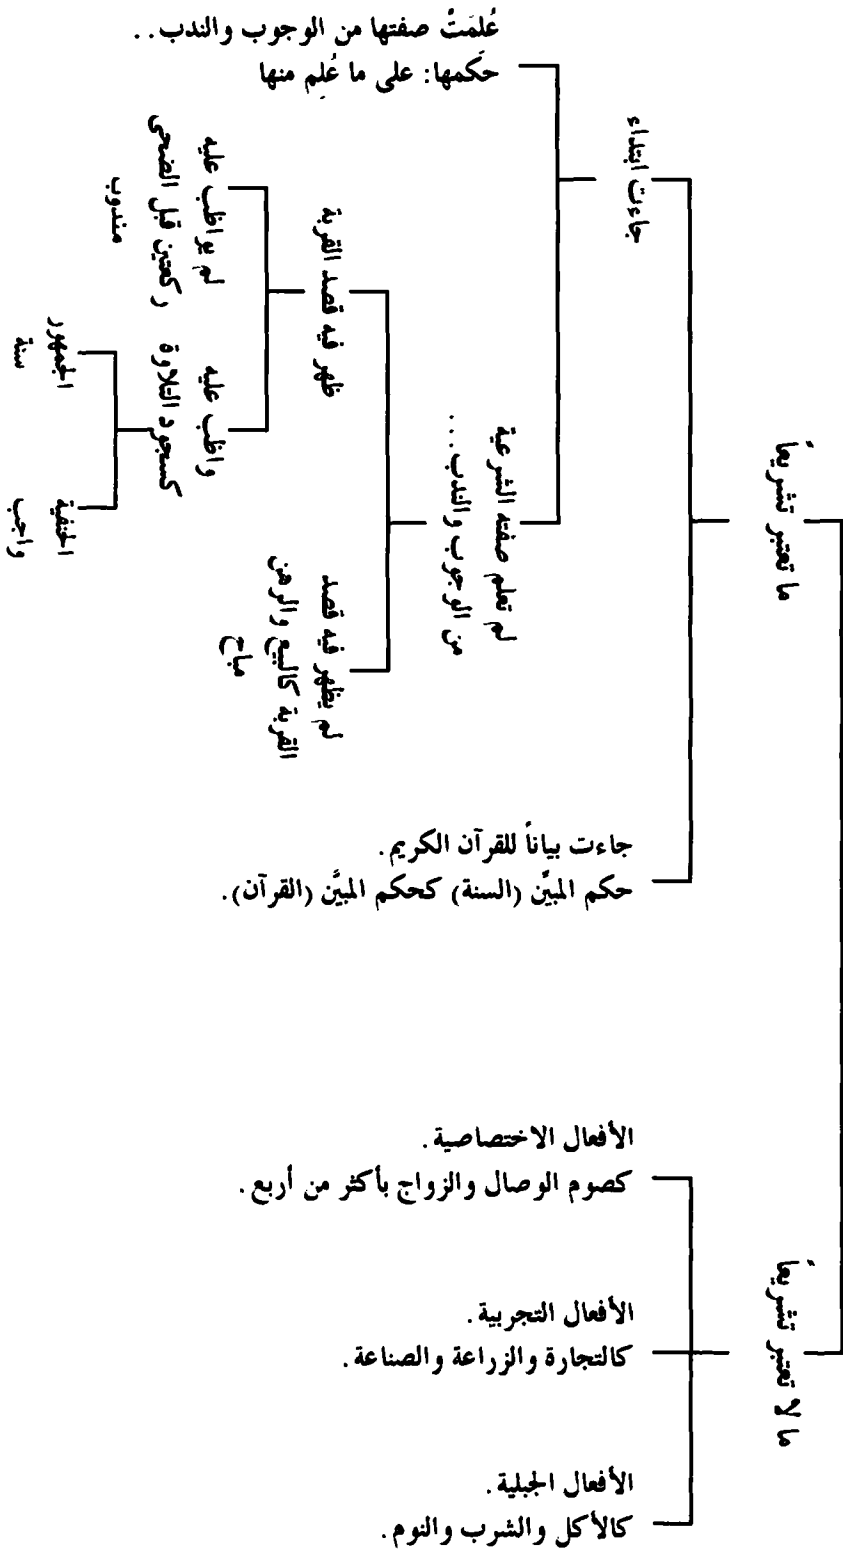 عُلِمَتْ صفتها من الوجوب والندب..
حكمها: على ما عُلِم منها
جاءت ابتداء
لم يواظب عليه
ركعتين قبل الضحى
مندوب
ظهر فيه قصد القربة
واظب عليه
كسجود التلاوة
الجمهور
سنة
الحنفية
واجب
لم تعلم صفته الشرعية
من الوجوب والندب...
لم يظهر فيه قصد
القربة كالبيع والرهن
مباح
ما تعتبر تشريعاً
جاءت بياناً للقرآن الكريم.
حكم المبيِّن (السنة) كحكم المبيَّن (القرآن).
الأفعال الاختصاصية.
كصوم الوصال والزواج بأكثر من أربع.
ما لا تعتبر تشريعاً
الأفعال التجربية.
كالتجارة والزراعة والصناعة.
الأفعال الجبلية.
كالأكل والشرب والنوم.